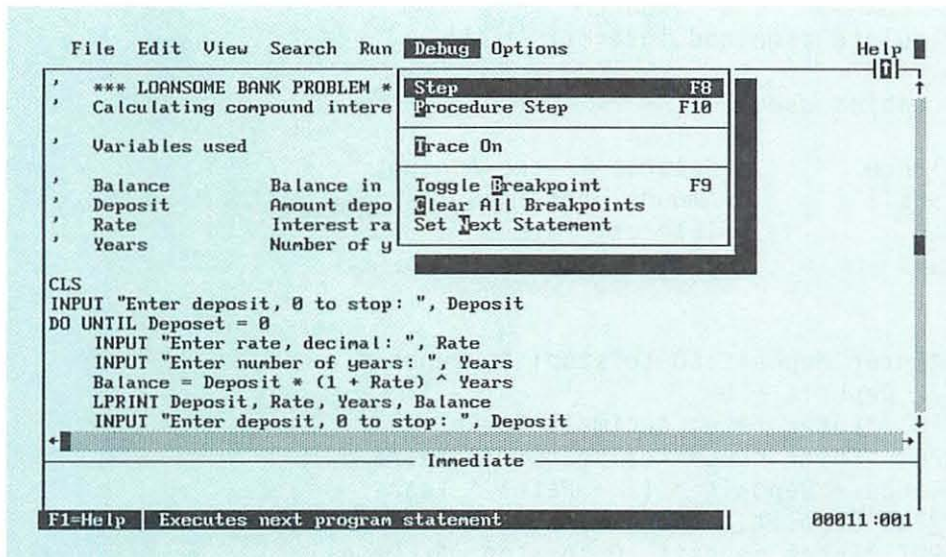 File Edit View Search Run Debug Options Help
' *** LOANSOME BANK PROBLEM *
' Calculating compound intere
' Variables used
' Balance Balance in
' Deposit Amount depo
' Rate Interest ra
' Years Number of y
Step F8
Procedure Step F10
Trace On
Toggle Breakpoint F9
Clear All Breakpoints
Set Next Statement
CLS
INPUT "Enter deposit, 0 to stop: ", Deposit
DO UNTIL Deposet = 0
INPUT "Enter rate, decimal: ", Rate
INPUT "Enter number of years: ", Years
Balance = Deposit * (1 + Rate) ^ Years
LPRINT Deposit, Rate, Years, Balance
INPUT "Enter deposit, 0 to stop: ", Deposit
Immediate
F1=Help Executes next program statement 00011:001